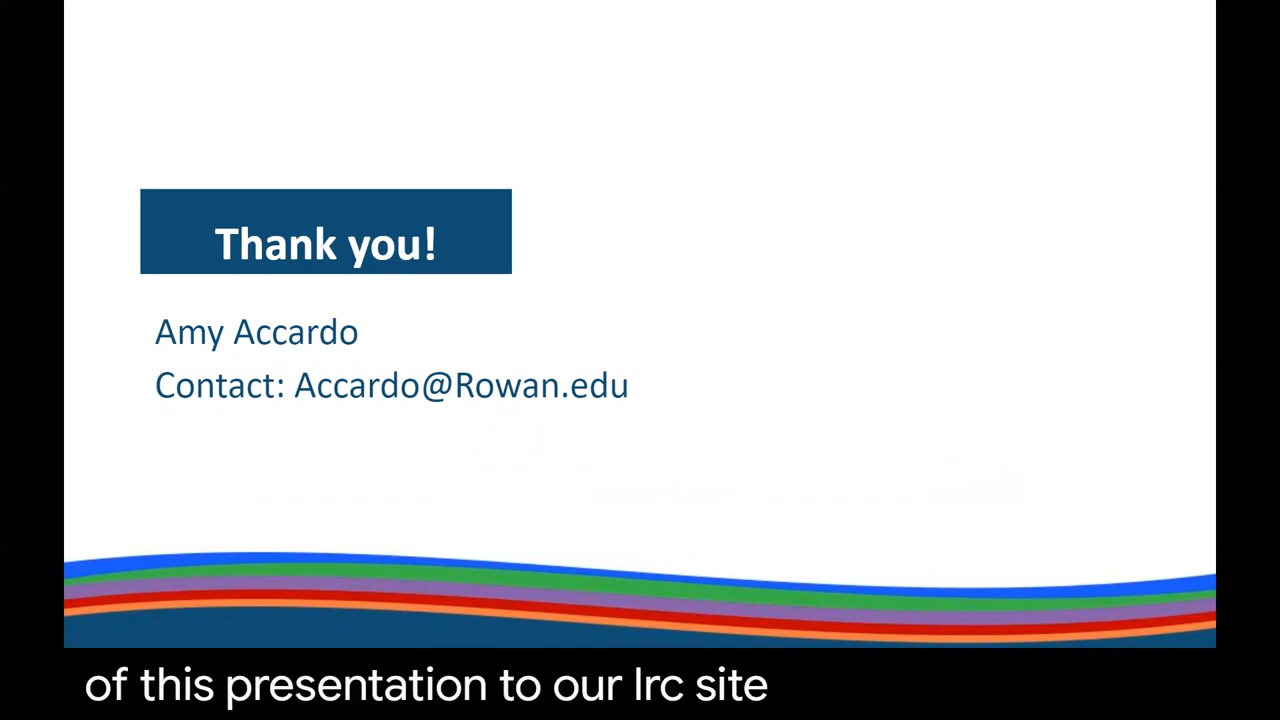 Thank you!
Amy Accardo
Contact: Accardo@Rowan.edu
of this presentation to our lrc site